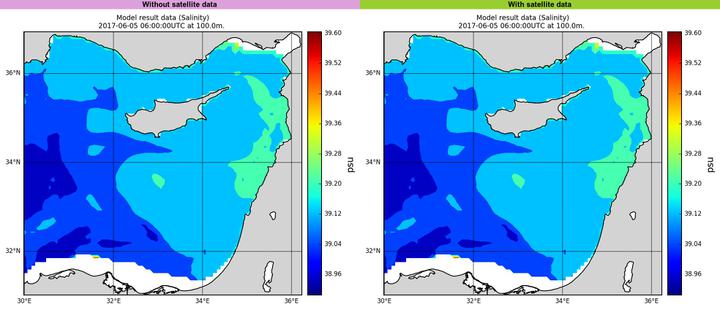 Without satellite data
With satellite data
Model result data (Salinity)
2017-06-05 06:00:00UTC at 100.0m.
36°N
34°N
32°N
30°E
32°E
34°E
36°E
39.60
39.52
39.44
39.36
39.28
39.20
39.12
39.04
38.96
psu
Model result data (Salinity)
2017-06-05 06:00:00UTC at 100.0m.
36°N
34°N
32°N
30°E
32°E
34°E
36°E
39.60
39.52
39.44
39.36
39.28
39.20
39.12
39.04
38.96
psu